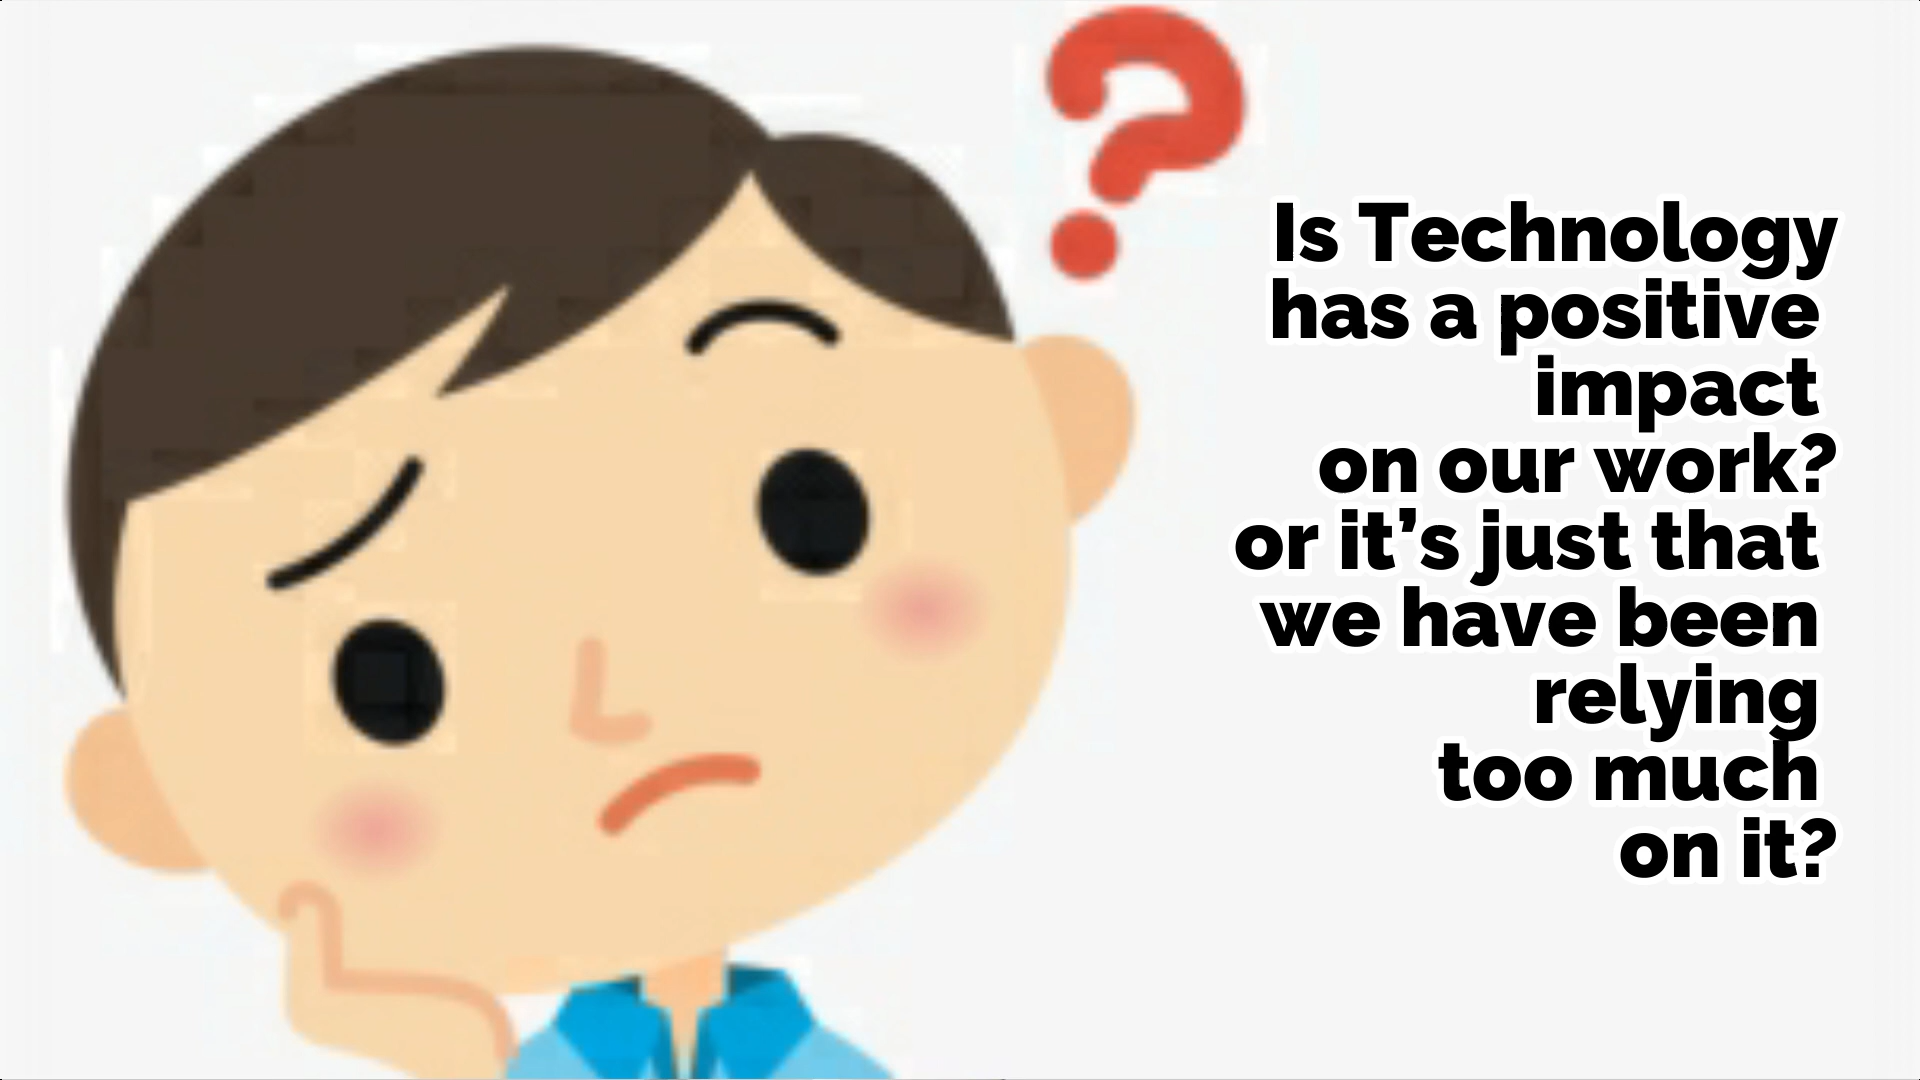 ?
Is Technology
has a positive
impact
on our work?
or it’s just that
we have been
relying
too much
on it?